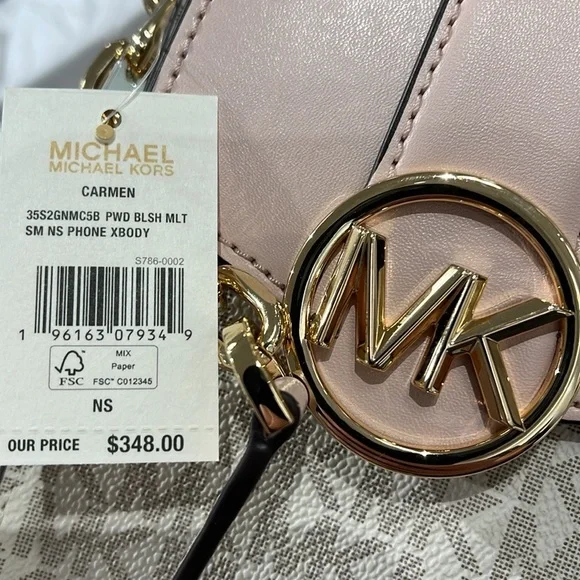 MICHAEL
MICHAEL KORS
CARMEN
35S2GNMC5B PWD BLSH MLT
SM NS PHONE XBODY
S786-0002
1 96163 07934 9
FSC
MIX
Paper
FSC™ C012345
NS
OUR PRICE $348.00
MK